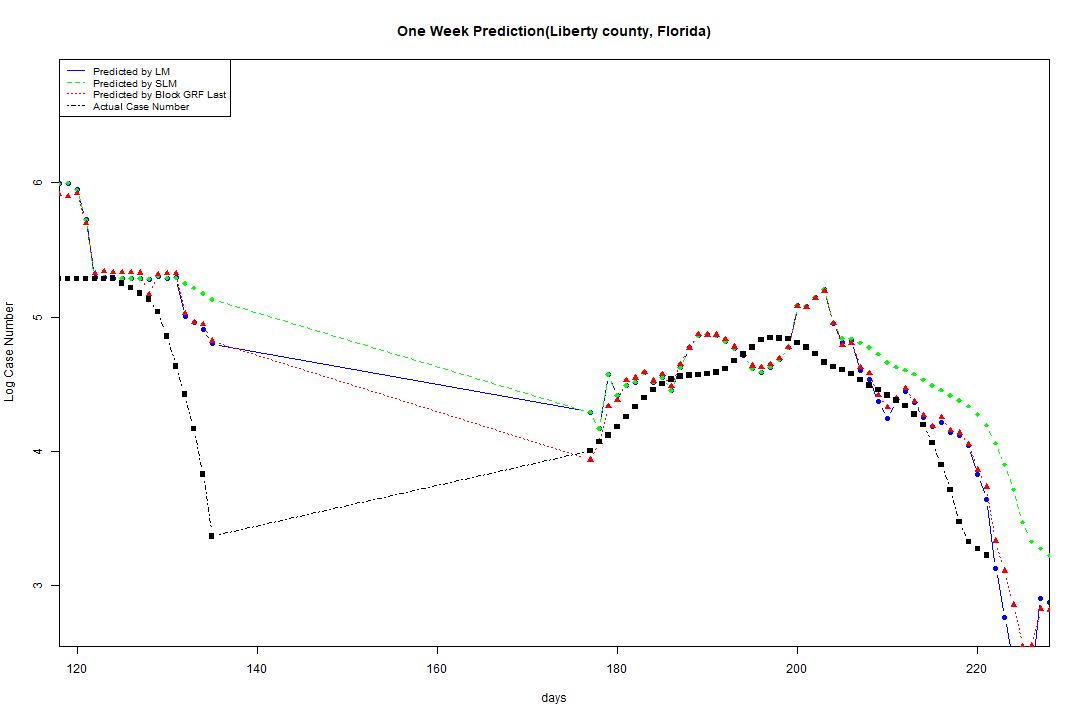 One Week Prediction(Liberty county, Florida)
Predicted by LM
Predicted by SLM
Predicted by Block GRF Last
Actual Case Number
Log Case Number
6
5
4
3
120 140 160 180 200 220
days